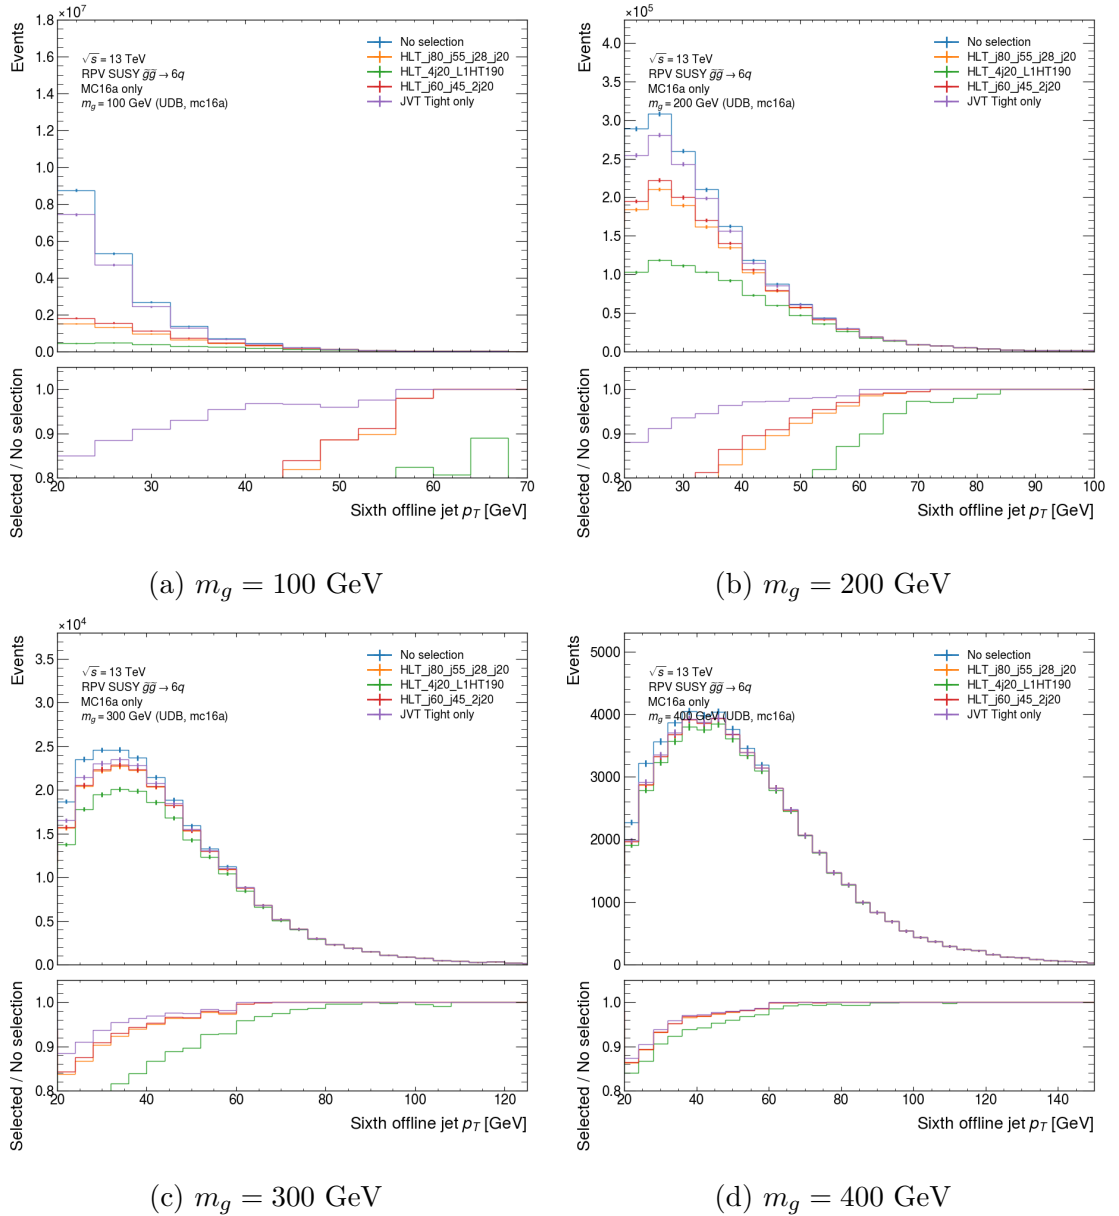 ×10⁷
Events
1.8
1.6
1.4
1.2
1.0
0.8
0.6
0.4
0.2
0.0
√s = 13 TeV
RPV SUSY g̃g̃ → 6q
MC16a only
m_g = 100 GeV (UDB, mc16a)
No selection
HLT_j80_j55_j28_j20
HLT_4j20_L1HT190
HLT_j60_j45_2j20
JVT Tight only
Selected / No selection
1.0
0.9
0.8
20 30 40 50 60 70
Sixth offline jet p_T [GeV]
(a) m_g = 100 GeV
×10⁵
Events
4.5
4.0
3.5
3.0
2.5
2.0
1.5
1.0
0.5
0.0
√s = 13 TeV
RPV SUSY g̃g̃ → 6q
MC16a only
m_g = 200 GeV (UDB, mc16a)
No selection
HLT_j80_j55_j28_j20
HLT_4j20_L1HT190
HLT_j60_j45_2j20
JVT Tight only
Selected / No selection
1.0
0.9
0.8
20 30 40 50 60 70 80 90 100
Sixth offline jet p_T [GeV]
(b) m_g = 200 GeV
×10⁴
Events
3.5
3.0
2.5
2.0
1.5
1.0
0.5
0.0
√s = 13 TeV
RPV SUSY g̃g̃ → 6q
MC16a only
m_g = 300 GeV (UDB, mc16a)
No selection
HLT_j80_j55_j28_j20
HLT_4j20_L1HT190
HLT_j60_j45_2j20
JVT Tight only
Selected / No selection
1.0
0.9
0.8
20 40 60 80 100 120
Sixth offline jet p_T [GeV]
(c) m_g = 300 GeV
Events
5000
4000
3000
2000
1000
0
√s = 13 TeV
RPV SUSY g̃g̃ → 6q
MC16a only
m_g = 400 GeV (UDB, mc16a)
No selection
HLT_j80_j55_j28_j20
HLT_4j20_L1HT190
HLT_j60_j45_2j20
JVT Tight only
Selected / No selection
1.0
0.9
0.8
20 40 60 80 100 120 140
Sixth offline jet p_T [GeV]
(d) m_g = 400 GeV